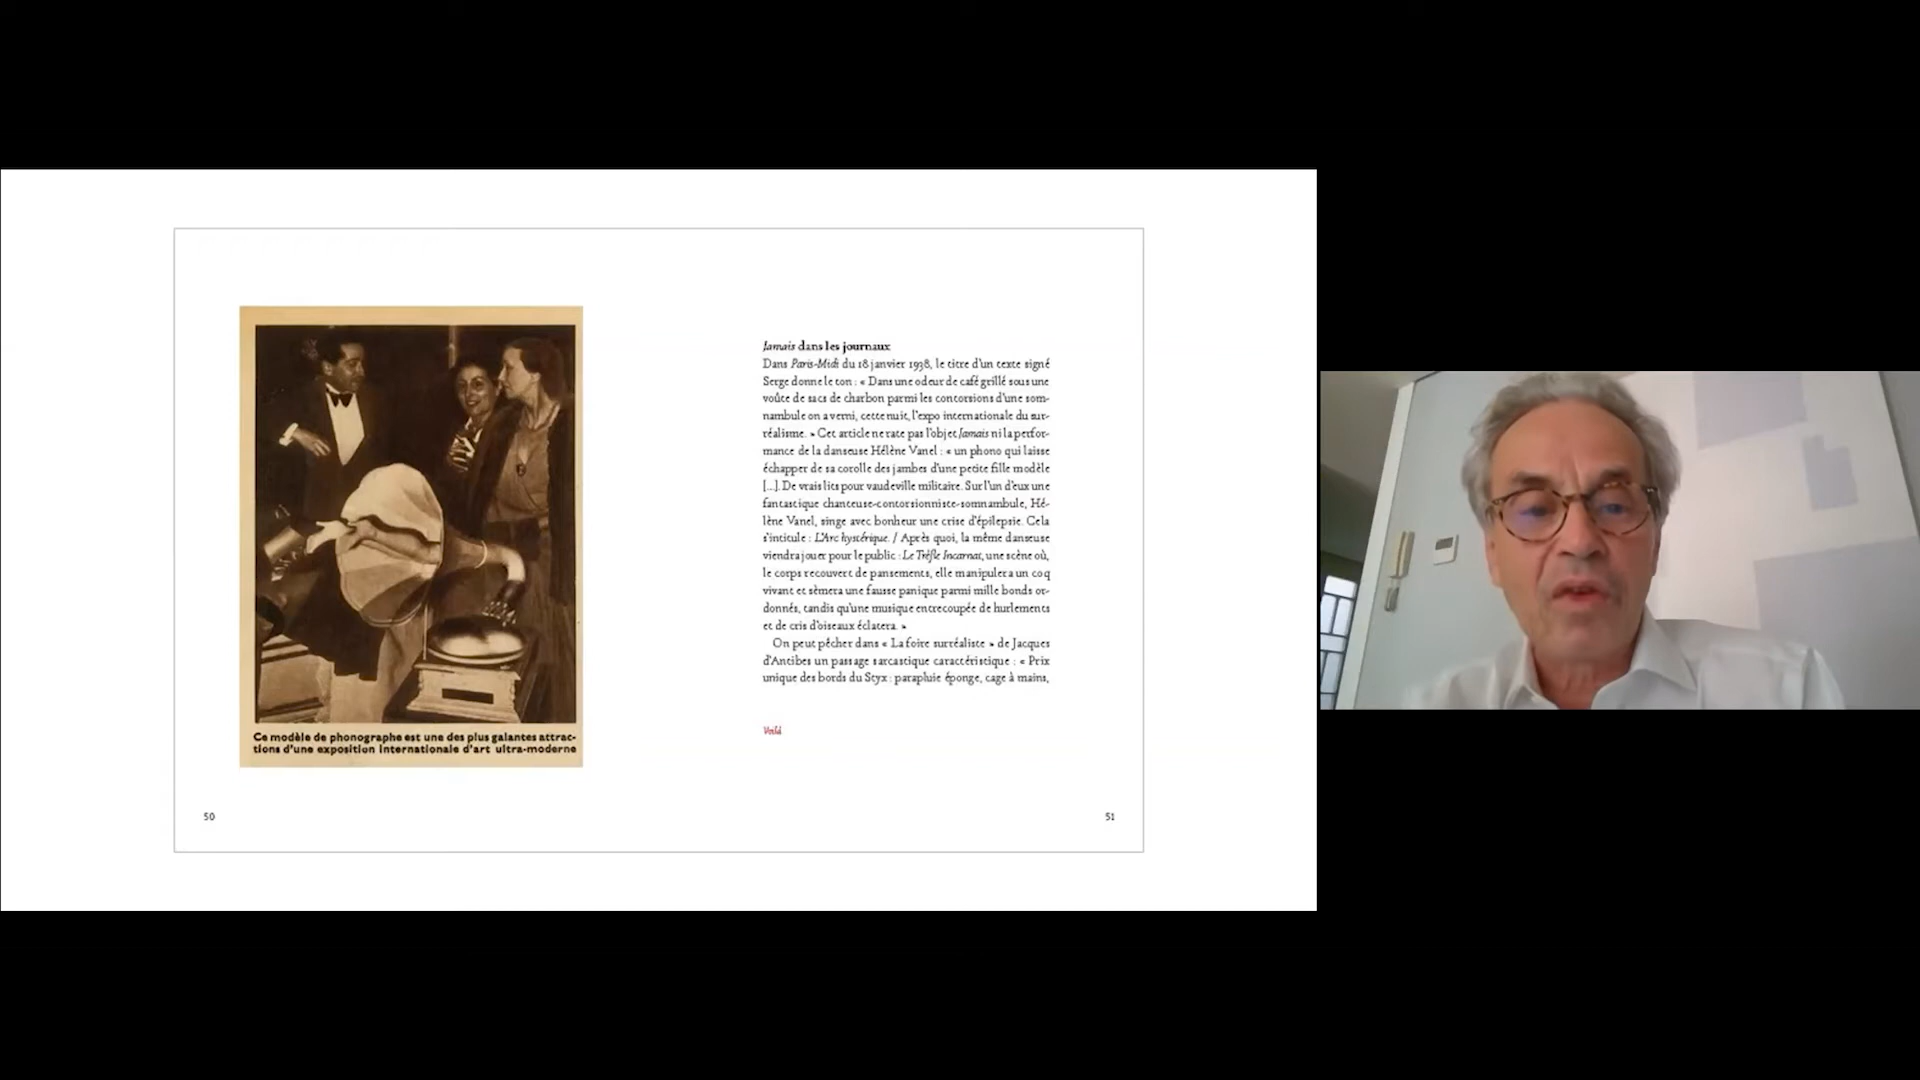 Ce modèle de phonographe est une des plus galantes attrac-
tions d'une exposition internationale d'art ultra-moderne
50
Jamais dans les journaux
Dans Paris-Midi du 18 janvier 1938, le titre d'un texte signé
Serge donne le ton : « Dans une odeur de café grillé sous une
voûte de sacs de charbon parmi les contorsions d'une som-
nambule on a verni, cette nuit, l'expo internationale du sur-
réalisme. » Cet article ne rate pas l'objet Jamais ni la perfor-
mance de la danseuse Hélène Vanel : « un phono qui laisse
échapper de sa corolle des jambes d'une petite fille modèle
[...]. De vrais lits pour vaudeville militaire. Sur l'un d'eux une
fantastique chanteuse-contorsionniste-somnambule, Hé-
lène Vanel, singe avec bonheur une crise d'épilepsie. Cela
s'intitule : L'Arc hystérique. / Après quoi, la même danseuse
viendra jouer pour le public : Le Trèfle Incarnat, une scène où,
le corps recouvert de pansements, elle manipulera un coq
vivant et sèmera une fausse panique parmi mille bonds or-
donnés, tandis qu'une musique entrecoupée de hurlements
et de cris d'oiseaux éclatera. »
On peut pêcher dans « La foire surréaliste » de Jacques
d'Antibes un passage sarcastique caractéristique : « Prix
unique des bords du Styx : parapluie éponge, cage à mains,
Voilà
51